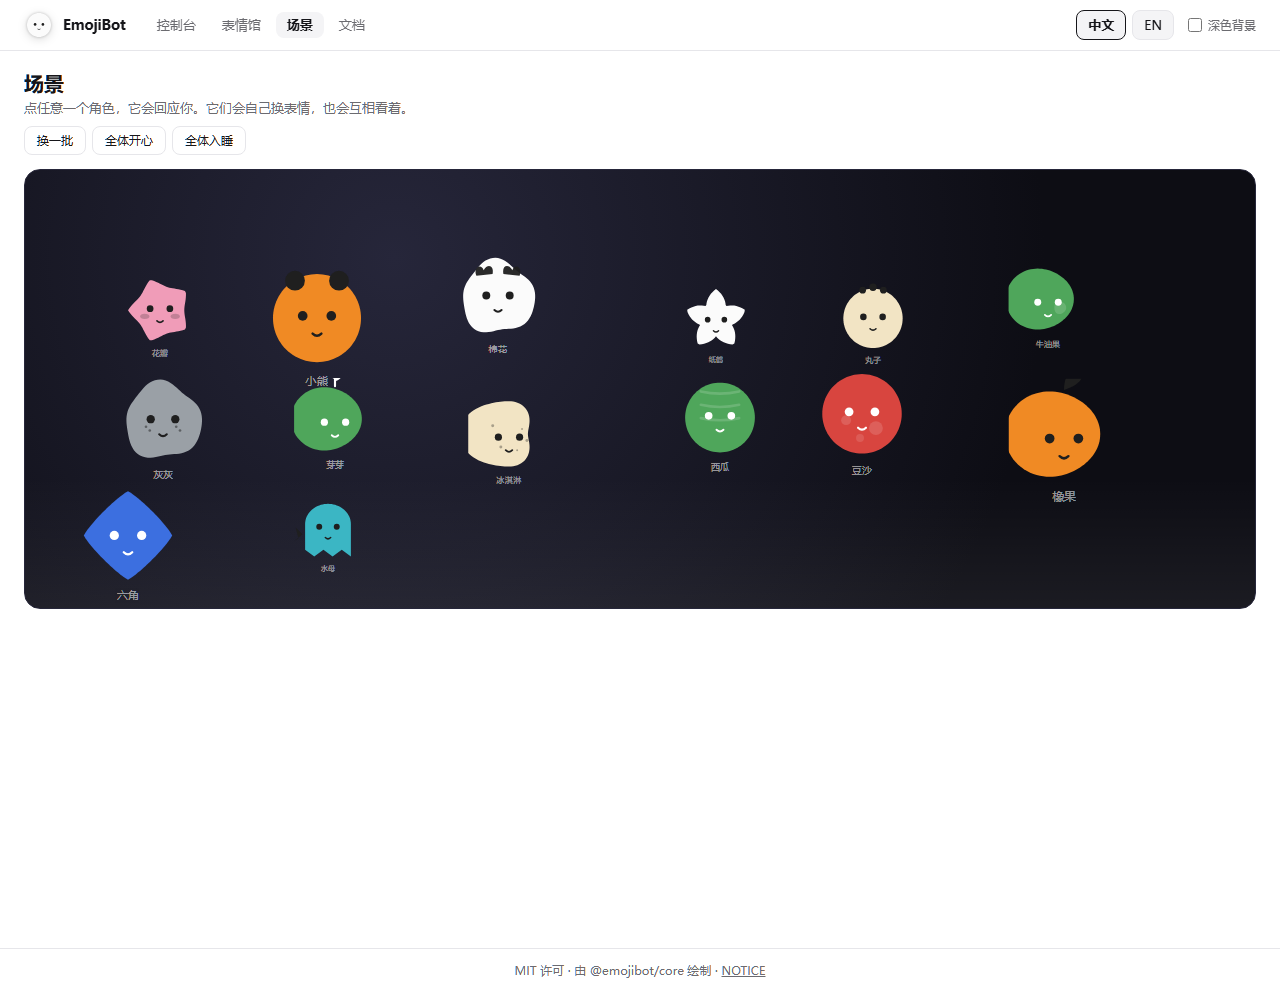 EmojiBot 控制台 表情馆 场景 文档 中文 EN 深色背景
场景
点任意一个角色，它会回应你。它们会自己换表情，也会互相看着。
换一批 全体开心 全体入睡
花瓣 小熊 棉花 纸鹤 丸子 牛油果
灰灰 芽芽 冰淇淋 西瓜 豆沙 橡果
六角 水母
MIT 许可 · 由 @emojibot/core 绘制 · NOTICE